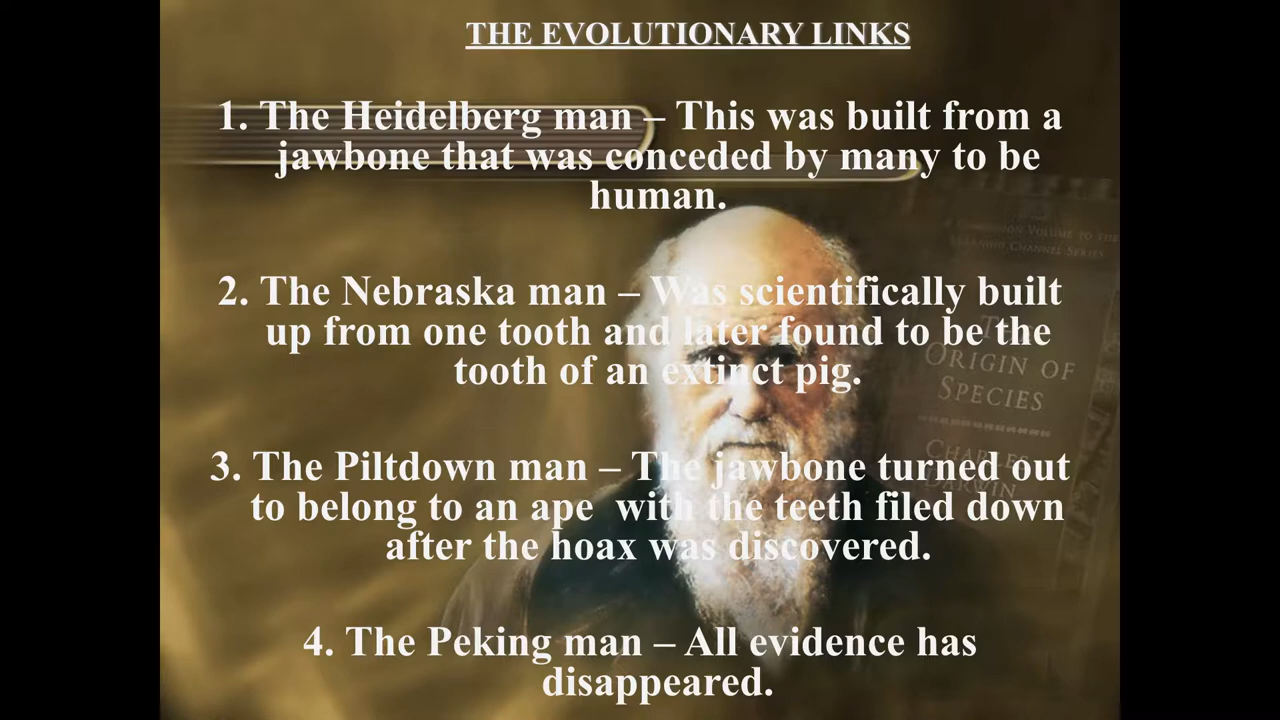 THE EVOLUTIONARY LINKS
1. The Heidelberg man – This was built from a
jawbone that was conceded by many to be
human.
2. The Nebraska man – Was scientifically built
up from one tooth and later found to be the
tooth of an extinct pig.
3. The Piltdown man – The jawbone turned out
to belong to an ape  with the teeth filed down
after the hoax was discovered.
4. The Peking man – All evidence has
disappeared.
ORIGIN OF
SPECIES
CHARLES
DARWIN